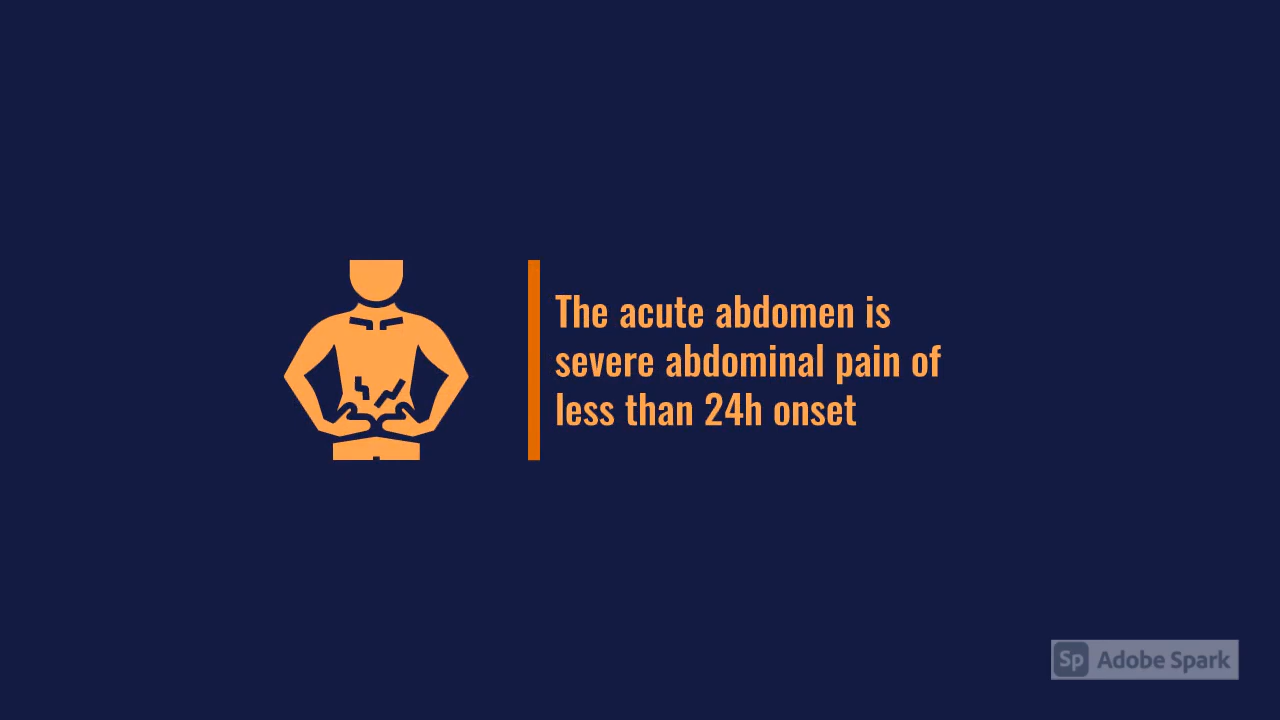 The acute abdomen is
severe abdominal pain of
less than 24h onset
Sp Adobe Spark